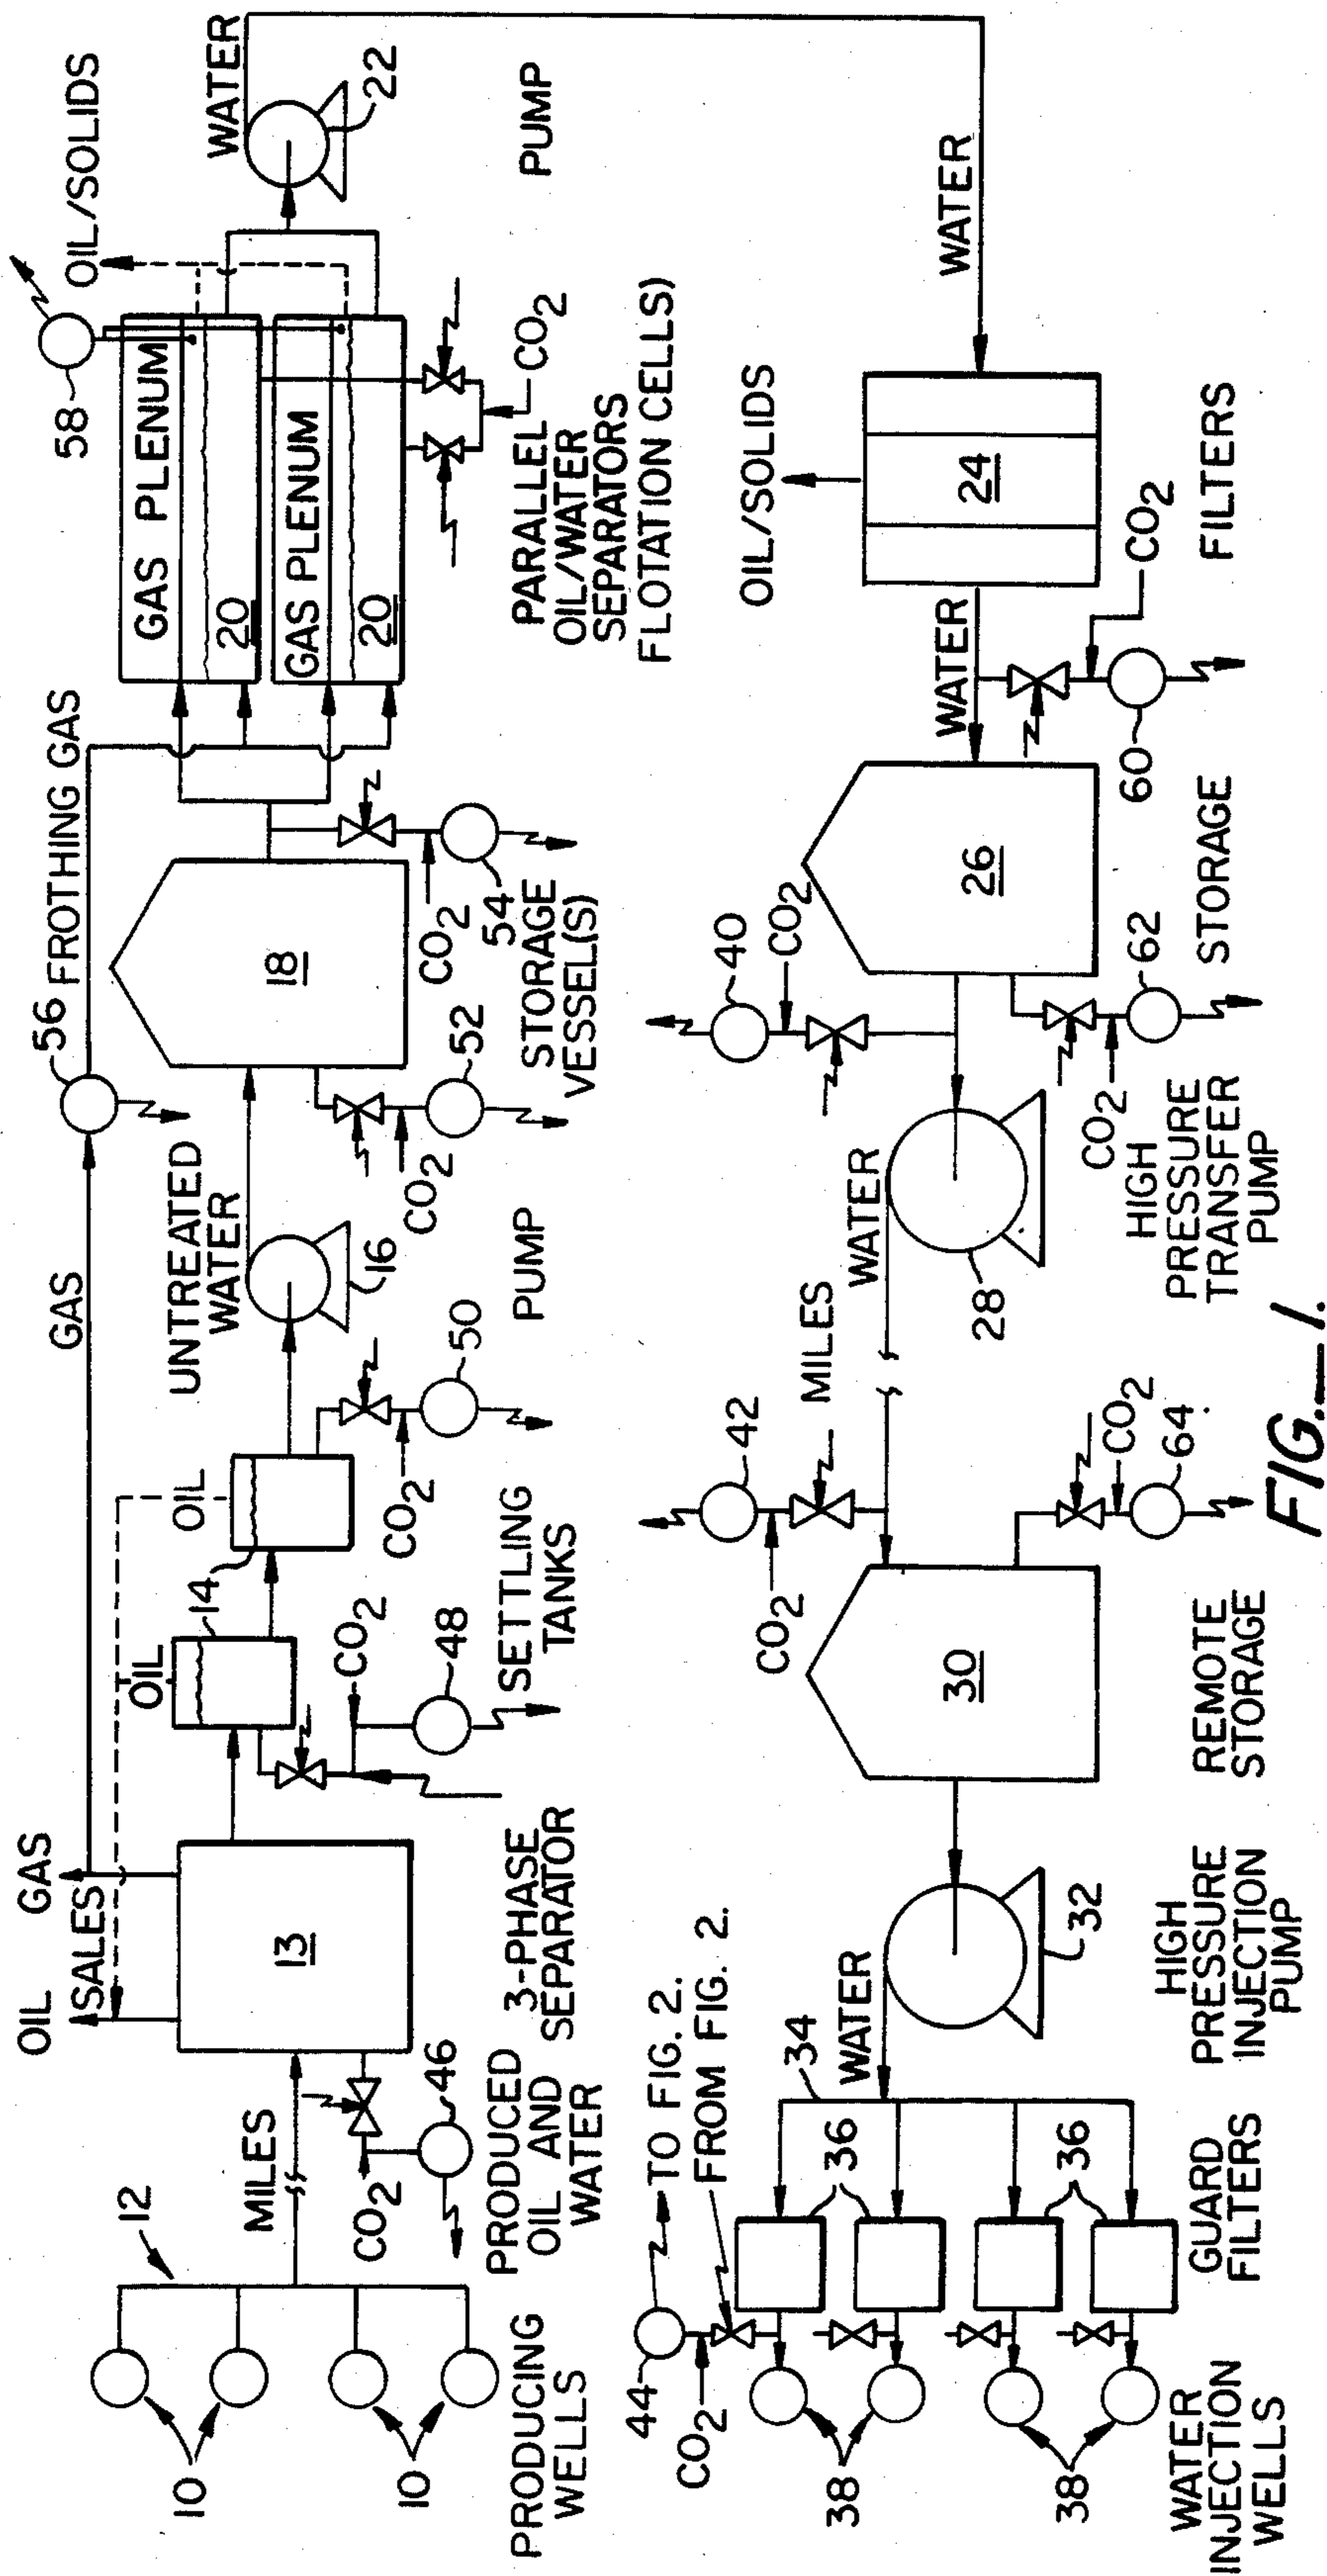 OIL GAS
SALES
GAS
56
FROTHING GAS
58
OIL/SOLIDS
WATER
12
MILES
13
OIL
14
OIL
UNTREATED
WATER
16
18
GAS PLENUM
20
GAS PLENUM
20
22
10
10
CO2
46
CO2
48
CO2
50
CO2
52
CO2
54
CO2
PRODUCING
WELLS
PRODUCED
OIL AND
WATER
3-PHASE
SEPARATOR
SETTLING
TANKS
PUMP
STORAGE
VESSEL(S)
PARALLEL
OIL/WATER
SEPARATORS
FLOTATION CELLS)
PUMP
44
TO FIG. 2.
FROM FIG. 2.
CO2
34
WATER
42
CO2
MILES
WATER
40
CO2
WATER
OIL/SOLIDS
WATER
38
38
36
36
32
30
28
26
24
CO2
64
CO2
62
60
CO2
WATER
INJECTION
WELLS
GUARD
FILTERS
HIGH
PRESSURE
INJECTION
PUMP
REMOTE
STORAGE
HIGH
PRESSURE
TRANSFER
PUMP
STORAGE
FILTERS
FIG.__1.